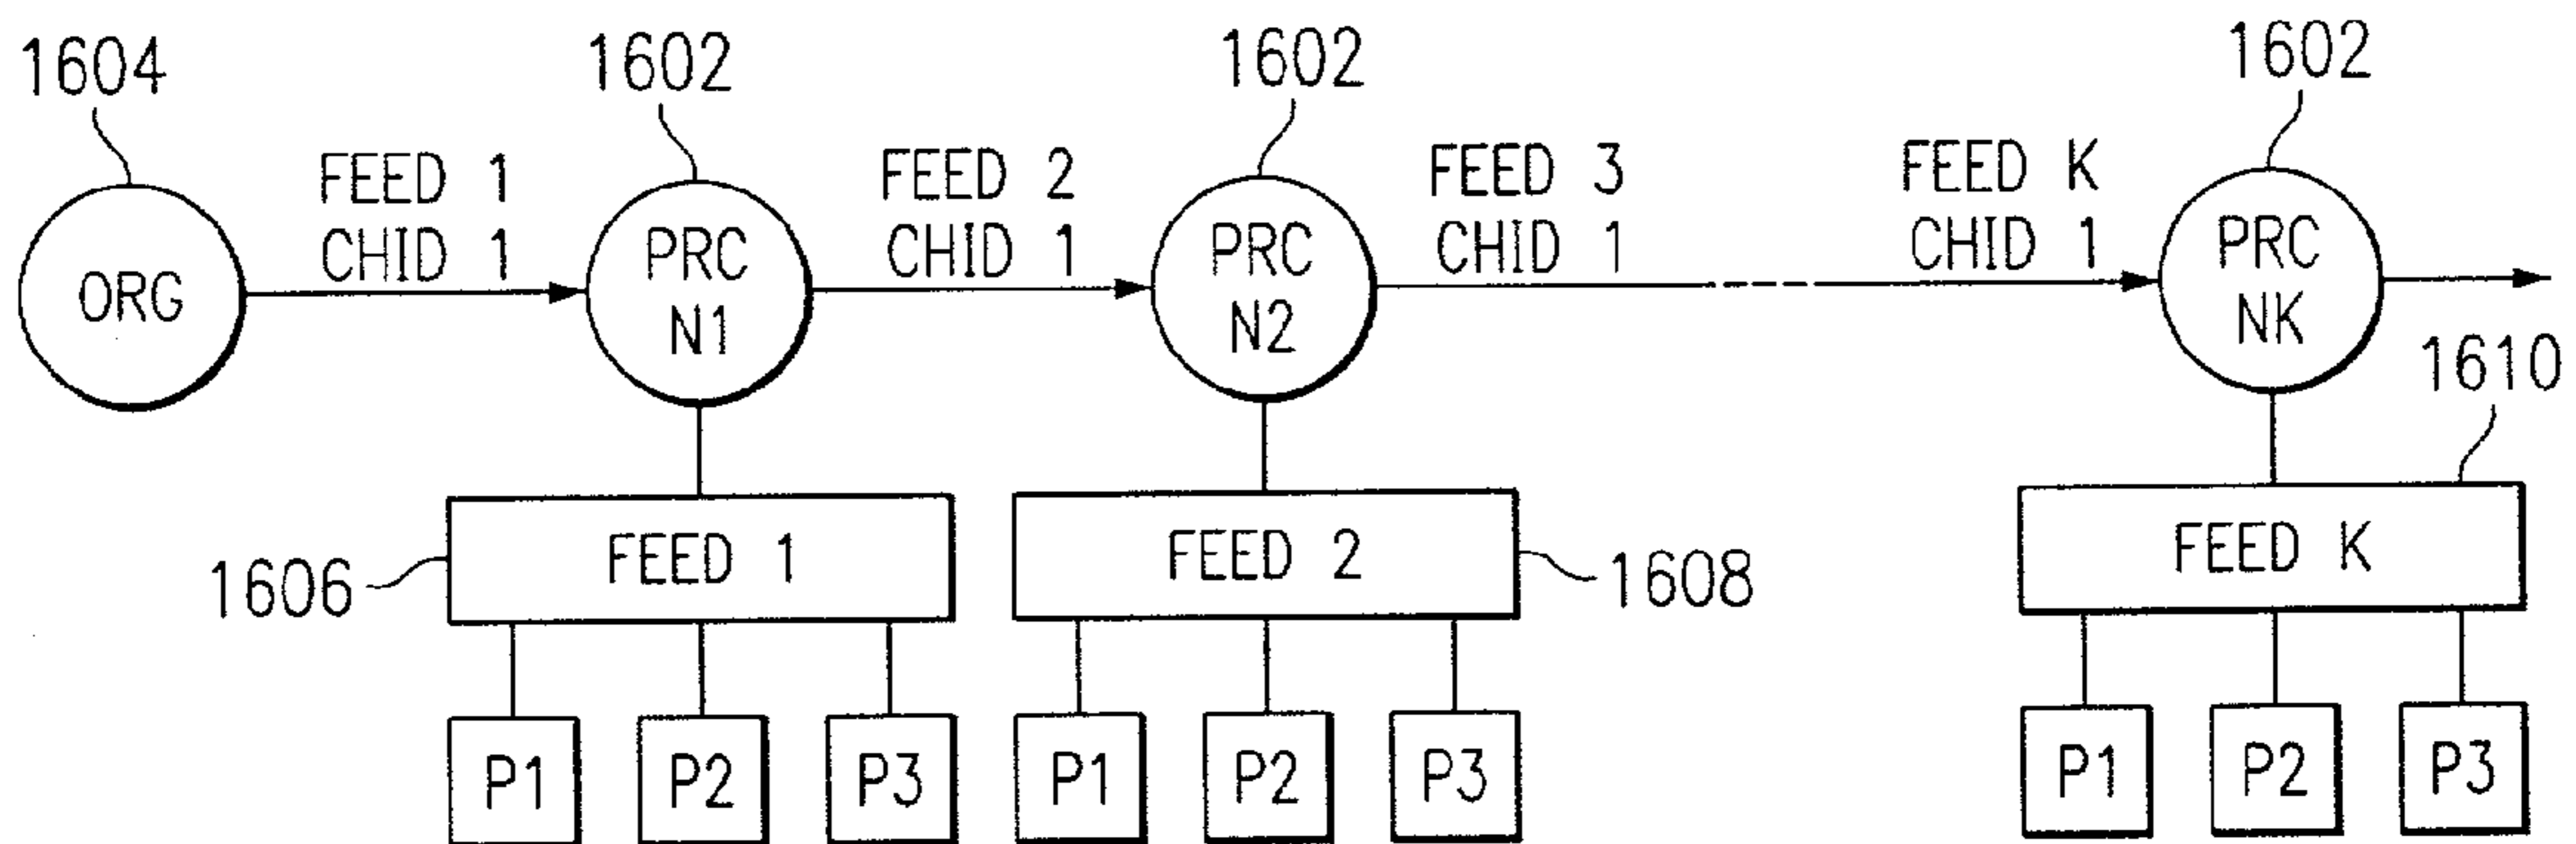 1604
1602
1602
1602
FEED 1
CHID 1
FEED 2
CHID 1
FEED 3
CHID 1
FEED K
CHID 1
ORG
PRC
N1
PRC
N2
PRC
NK
1610
1606
FEED 1
FEED 2
1608
FEED K
P1
P2
P3
P1
P2
P3
P1
P2
P3